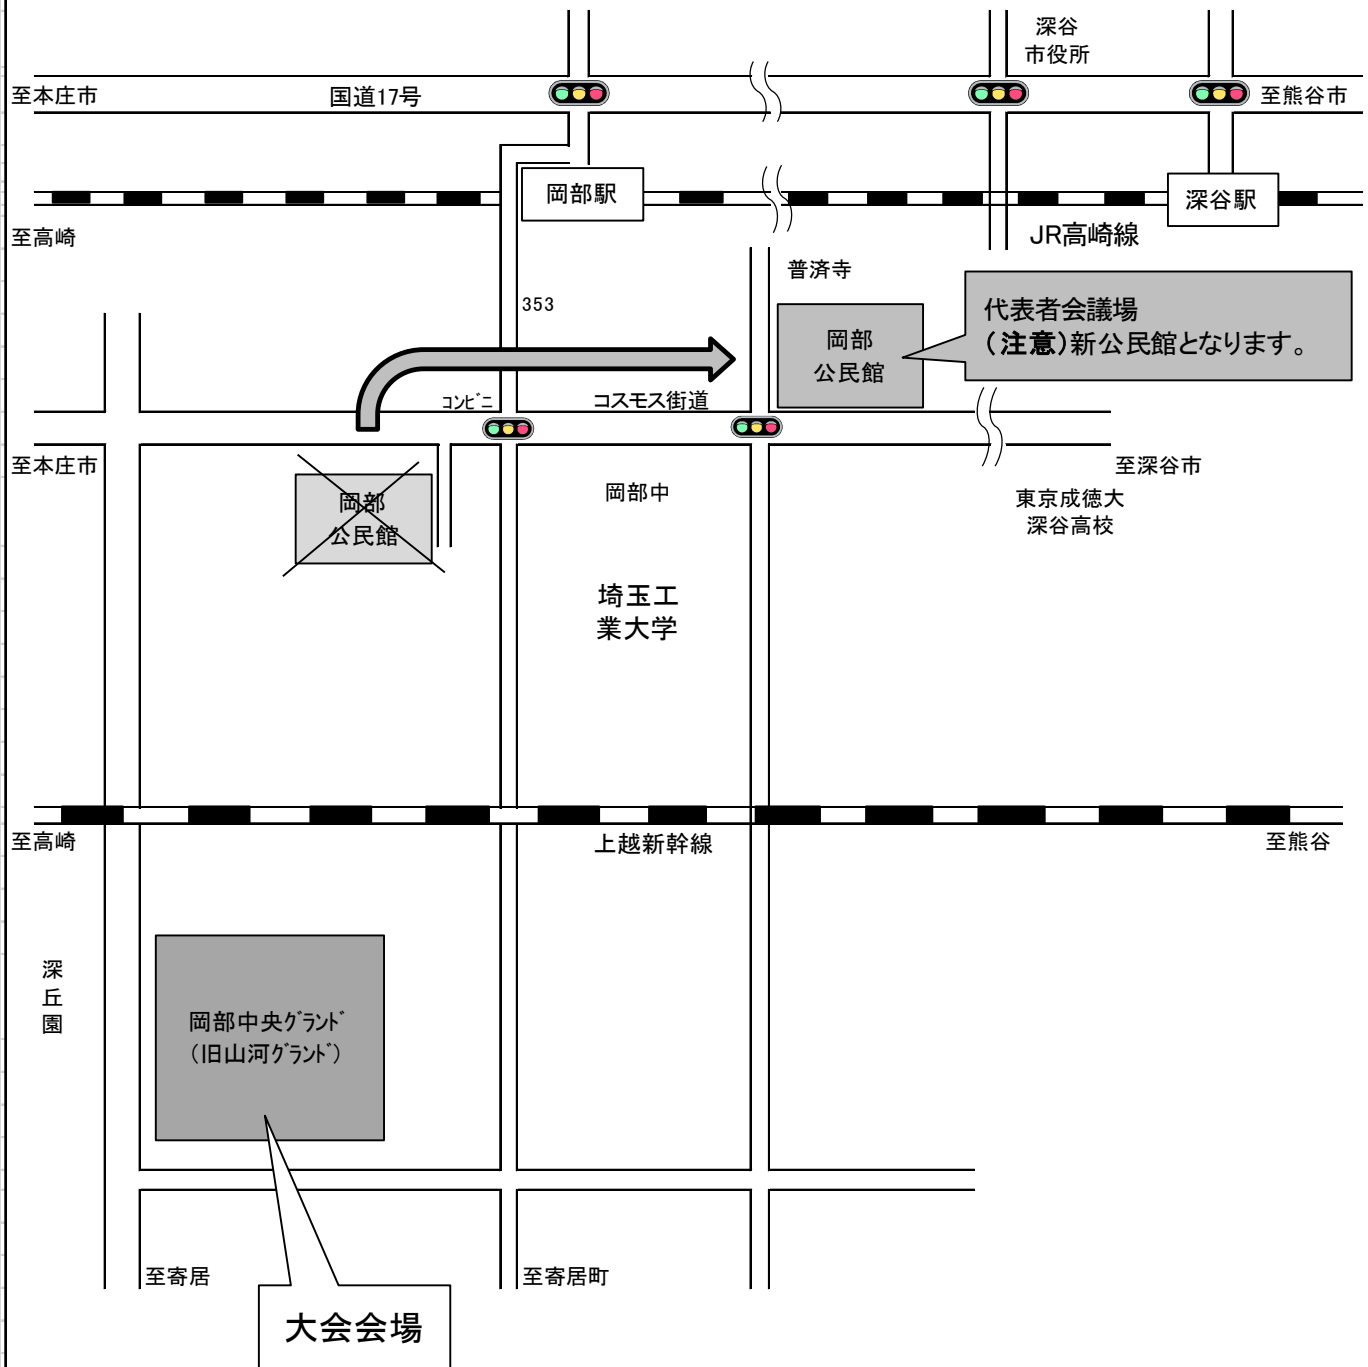 深谷
市役所
至本庄市
国道17号
至熊谷市
岡部駅
深谷駅
至高崎
JR高崎線
普済寺
353
代表者会議場
（注意）新公民館となります。
岡部
公民館
ｺﾝﾋﾞﾆ
コスモス街道
至本庄市
至深谷市
岡部
公民館
岡部中
東京成徳大
深谷高校
埼玉工
業大学
至高崎
上越新幹線
至熊谷
深
丘
園
岡部中央ｸﾞﾗﾝﾄﾞ
（旧山河ｸﾞﾗﾝﾄﾞ）
至寄居
至寄居町
大会会場